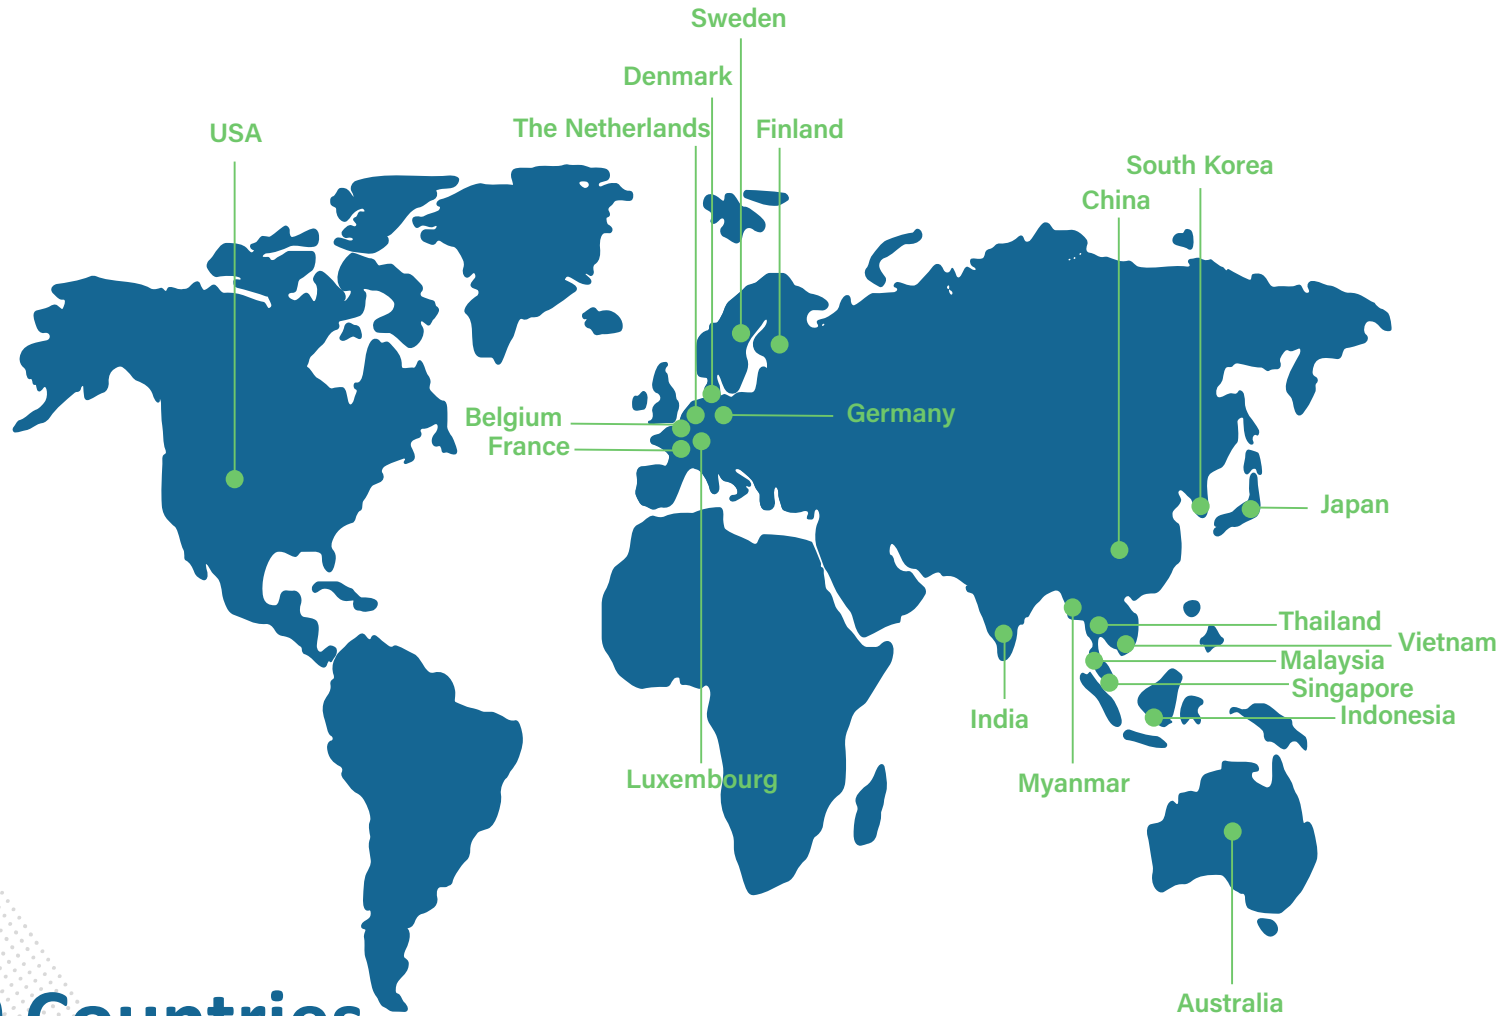 Sweden
Denmark
The Netherlands
Finland
USA
South Korea
China
Belgium
Germany
France
Japan
Thailand
Vietnam
Malaysia
Singapore
Indonesia
India
Luxembourg
Myanmar
Australia
Countries